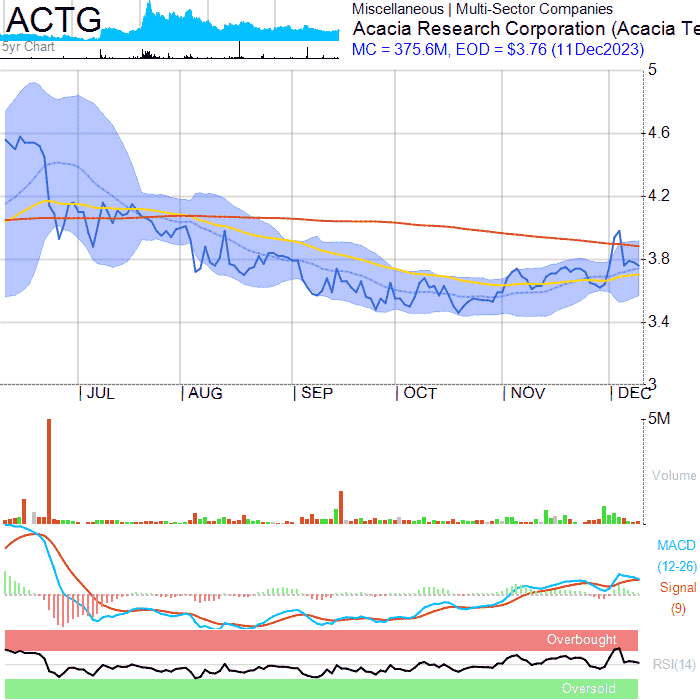 ACTG
5yr Chart
Miscellaneous | Multi-Sector Companies
Acacia Research Corporation (Acacia Te
MC = 375.6M, EOD = $3.76 (11Dec2023)
5
4.6
4.2
3.8
3.4
3
JUL AUG SEP OCT NOV DEC
5M
Volume
MACD
(12-26)
Signal
(9)
Overbought
RSI(14)
Oversold